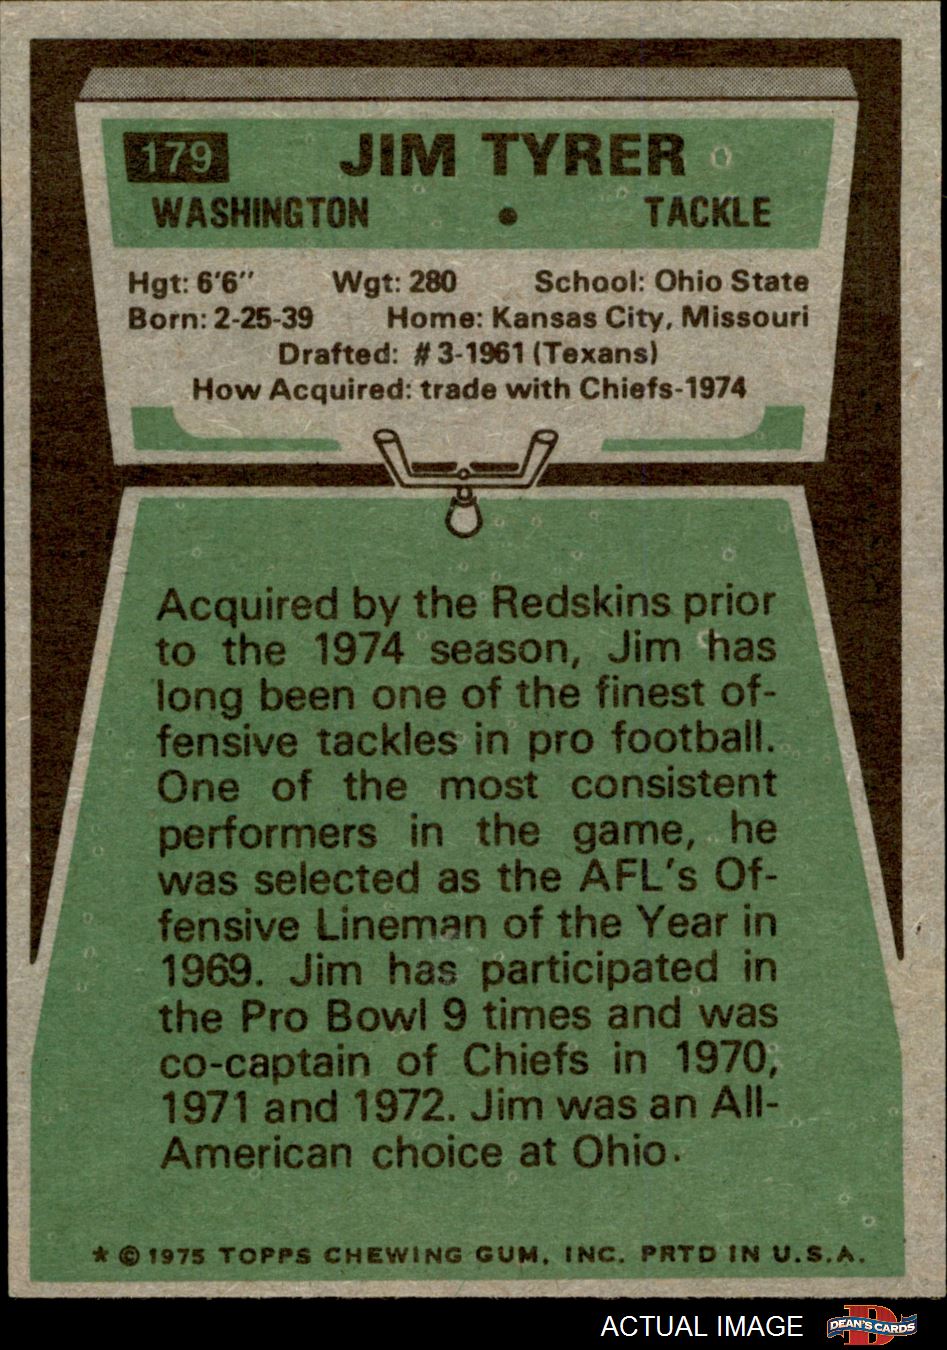 179 JIM TYRER
WASHINGTON • TACKLE
Hgt: 6'6" Wgt: 280 School: Ohio State
Born: 2-25-39 Home: Kansas City, Missouri
Drafted: #3-1961 (Texans)
How Acquired: trade with Chiefs-1974
Acquired by the Redskins prior
to the 1974 season, Jim has
long been one of the finest of-
fensive tackles in pro football.
One of the most consistent
performers in the game, he
was selected as the AFL's Of-
fensive Lineman of the Year in
1969. Jim has participated in
the Pro Bowl 9 times and was
co-captain of Chiefs in 1970,
1971 and 1972. Jim was an All-
American choice at Ohio.
* © 1975 TOPPS CHEWING GUM, INC. PRTD IN U.S.A.
ACTUAL IMAGE D DEAN'S CARDS